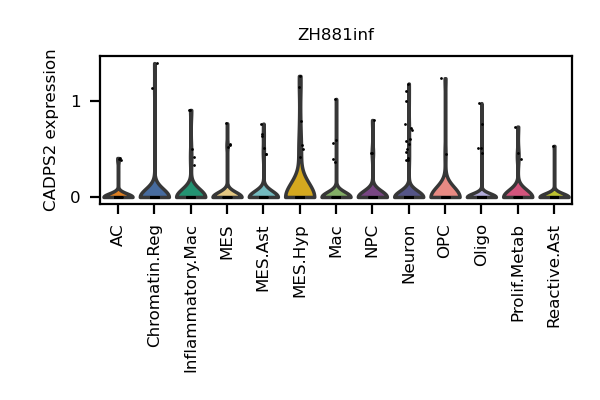 ZH881inf
CADPS2 expression
1
0
AC
Chromatin.Reg
Inflammatory.Mac
MES
MES.Ast
MES.Hyp
Mac
NPC
Neuron
OPC
Oligo
Prolif.Metab
Reactive.Ast